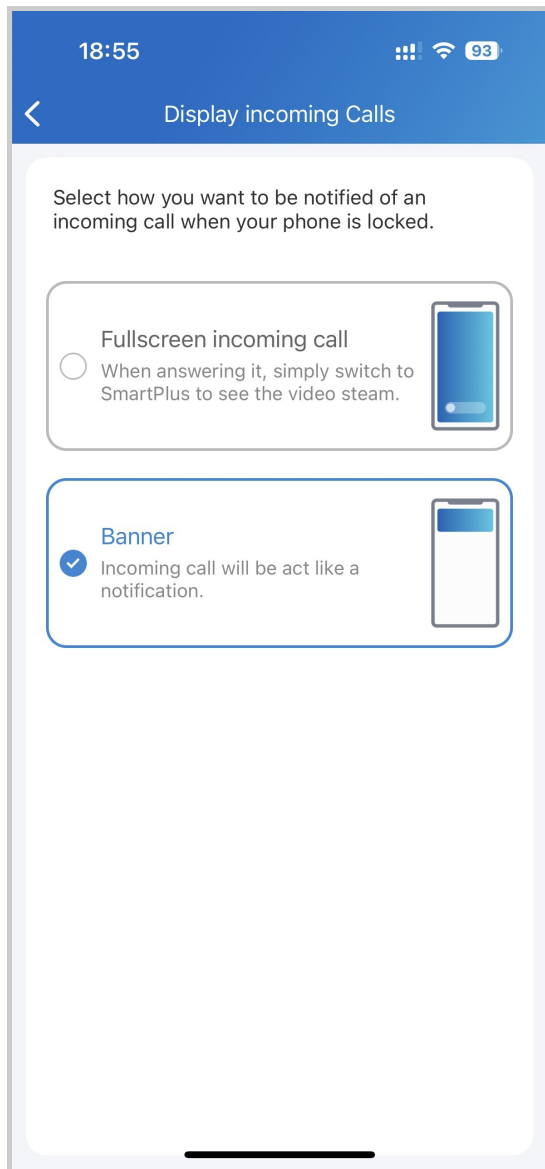 18:55
93
Display incoming Calls
Select how you want to be notified of an
incoming call when your phone is locked.
Fullscreen incoming call
When answering it, simply switch to
SmartPlus to see the video steam.
Banner
Incoming call will be act like a
notification.